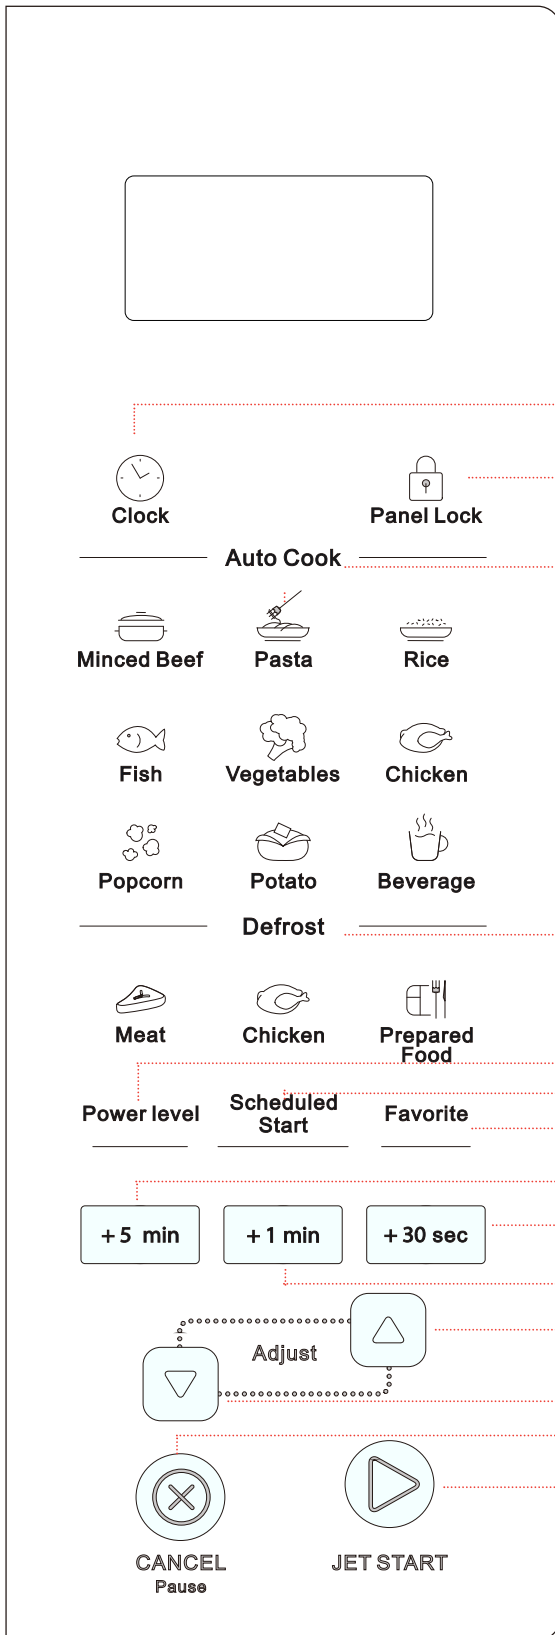 Clock
Panel Lock
Auto Cook
Minced Beef
Pasta
Rice
Fish
Vegetables
Chicken
Popcorn
Potato
Beverage
Defrost
Meat
Chicken
Prepared
Food
Power level
Scheduled
Start
Favorite
+5 min
+1 min
+30 sec
Adjust
CANCEL
Pause
JET START